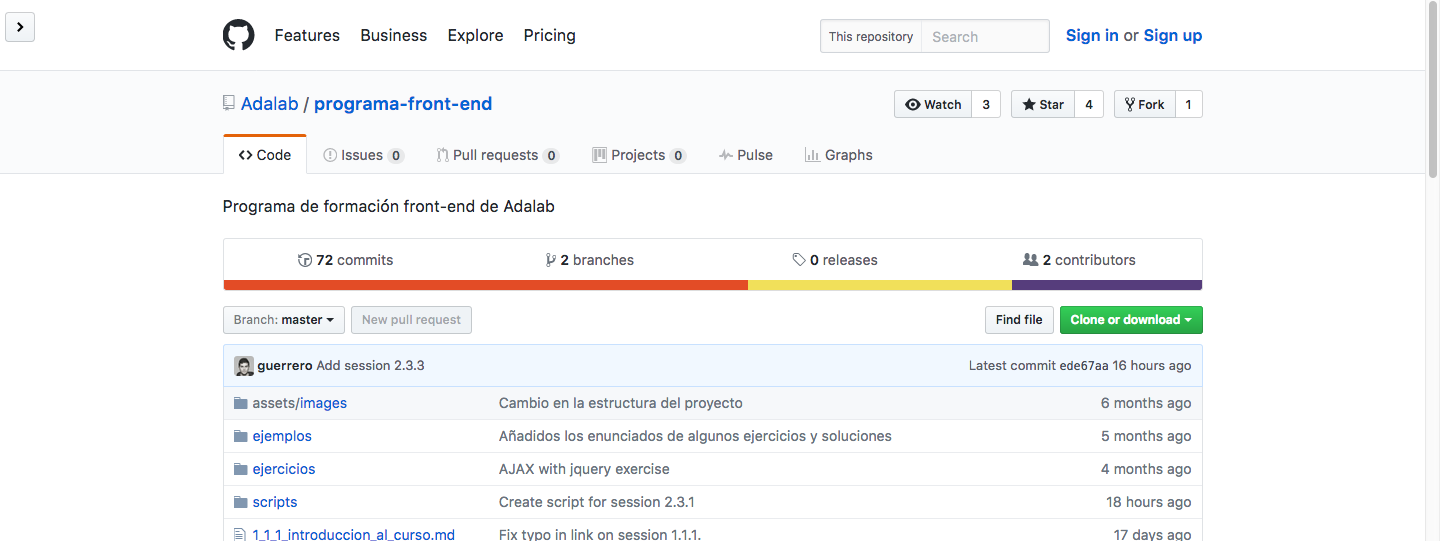 Features Business Explore Pricing This repository Search Sign in or Sign up
Adalab / programa-front-end Watch 3 Star 4 Fork 1
Code Issues 0 Pull requests 0 Projects 0 Pulse Graphs
Programa de formación front-end de Adalab
72 commits 2 branches 0 releases 2 contributors
Branch: master New pull request Find file Clone or download
guerrero Add session 2.3.3 Latest commit ede67aa 16 hours ago
assets/images Cambio en la estructura del proyecto 6 months ago
ejemplos Añadidos los enunciados de algunos ejercicios y soluciones 5 months ago
ejercicios AJAX with jquery exercise 4 months ago
scripts Create script for session 2.3.1 18 hours ago
1_1_1_introduccion_al_curso.md Fix typo in link on session 1.1.1. 17 days ago